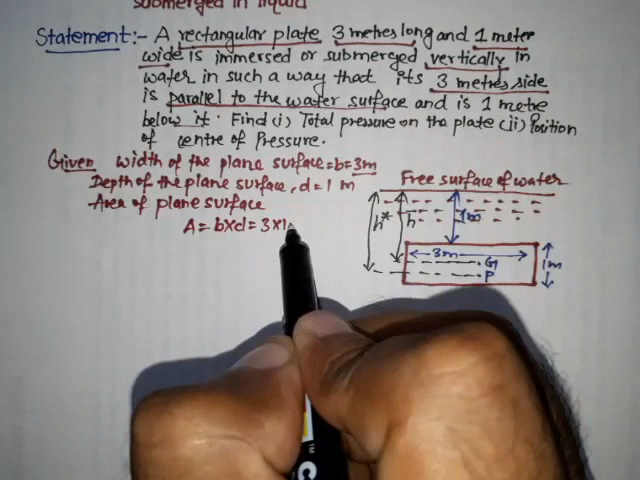 submerged in liquid
Statement:- A rectangular plate 3 metres long and 1 meter
wide is immersed or submerged vertically in
water in such a way that its 3 metres side
is parallel to the water surface and is 1 metre
below it. Find (i) Total pressure on the plate (ii) Position
of centre of Pressure.
Given width of the plane surface = b = 3m
Depth of the plane surface, d = 1 m
Area of plane surface
A = b×d = 3×1
Free surface of water
h* h 1m
3m
G
P
1m